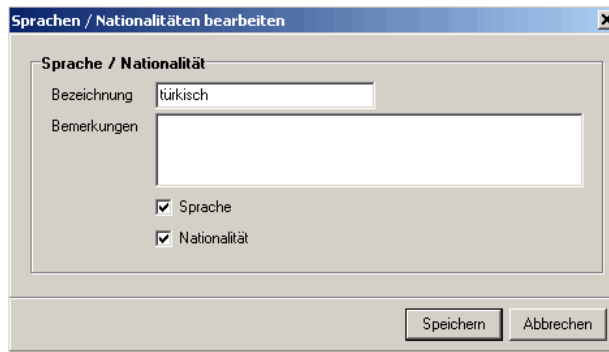 Sprachen / Nationalitäten bearbeiten
Sprache / Nationalität
Bezeichnung türkisch
Bemerkungen
Sprache
Nationalität
Speichern Abbrechen